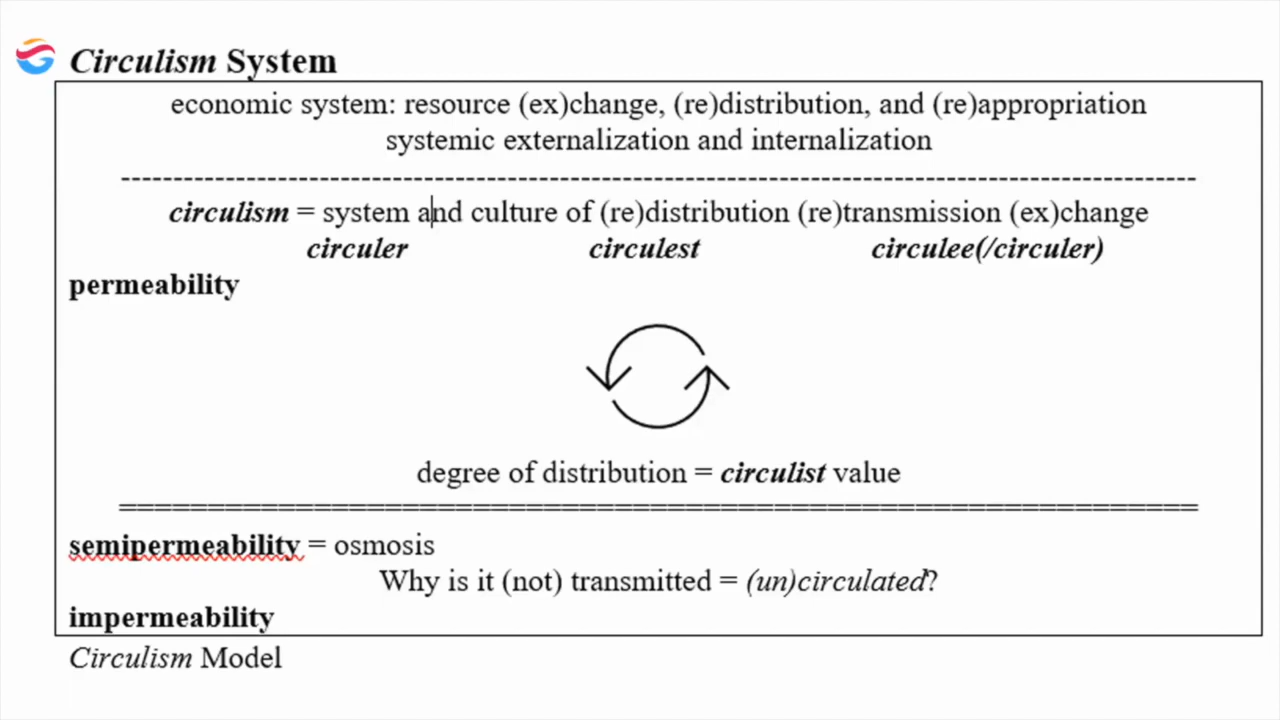 Circulism System
economic system: resource (ex)change, (re)distribution, and (re)appropriation
systemic externalization and internalization
--------------------------------------------------------------------------------------------------------
circulism = system and culture of (re)distribution (re)transmission (ex)change
circuler circulest circulee(/circuler)
permeability
degree of distribution = circulist value
==========================================================================
semipermeability = osmosis
Why is it (not) transmitted = (un)circulated?
impermeability
Circulism Model